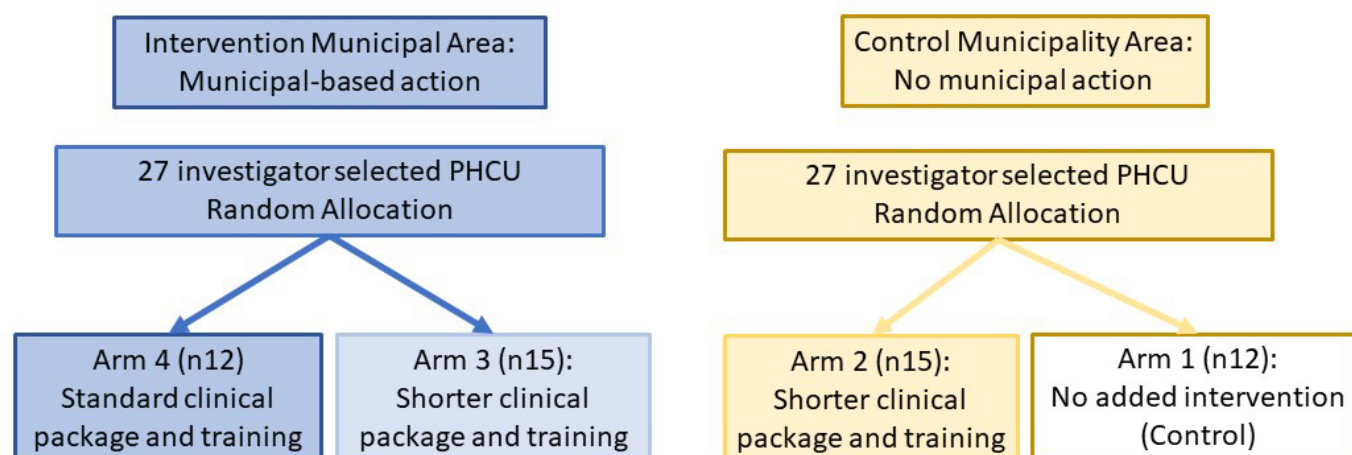 Intervention Municipal Area:
Municipal-based action
Control Municipality Area:
No municipal action
27 investigator selected PHCU
Random Allocation
27 investigator selected PHCU
Random Allocation
Arm 4 (n12)
Standard clinical
package and training
Arm 3 (n15):
Shorter clinical
package and training
Arm 2 (n15):
Shorter clinical
package and training
Arm 1 (n12):
No added intervention
(Control)